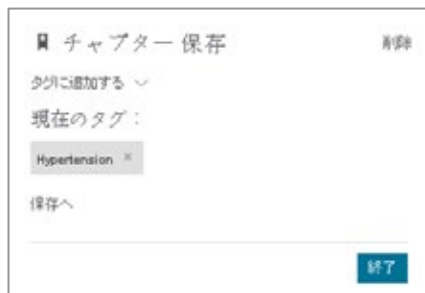 チャプター保存
削除
タグに追加する
現在のタグ：
Hypertension ×
保存へ
終了